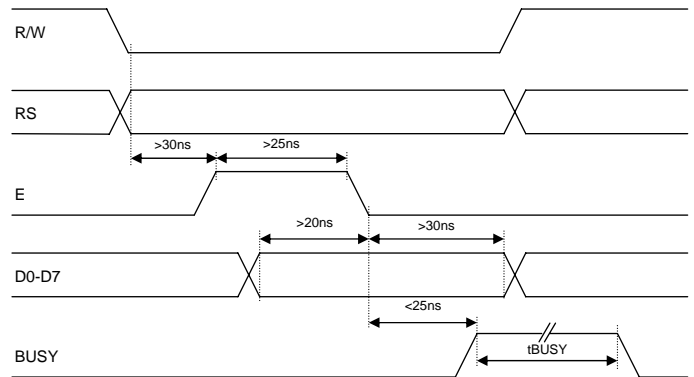 R/W
RS
>30ns >25ns
E
>20ns >30ns
D0-D7
<25ns
BUSY tBUSY